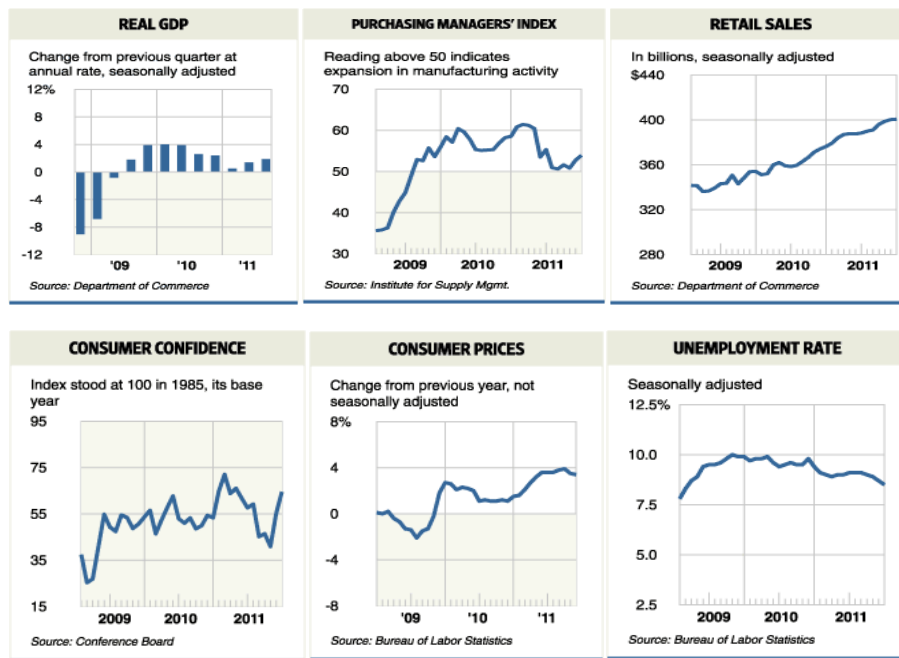 REAL GDP
Change from previous quarter at
annual rate, seasonally adjusted
12%
8
4
0
-4
-8
-12
'09
'10
'11
Source: Department of Commerce
PURCHASING MANAGERS' INDEX
Reading above 50 indicates
expansion in manufacturing activity
70
60
50
40
30
2009
2010
2011
Source: Institute for Supply Mgmt.
RETAIL SALES
In billions, seasonally adjusted
$440
400
360
320
280
2009
2010
2011
Source: Department of Commerce
CONSUMER CONFIDENCE
Index stood at 100 in 1985, its base
year
95
75
55
35
15
2009
2010
2011
Source: Conference Board
CONSUMER PRICES
Change from previous year, not
seasonally adjusted
8%
4
0
-4
-8
'09
'10
'11
Source: Bureau of Labor Statistics
UNEMPLOYMENT RATE
Seasonally adjusted
12.5%
10.0
7.5
5.0
2.5
2009
2010
2011
Source: Bureau of Labor Statistics